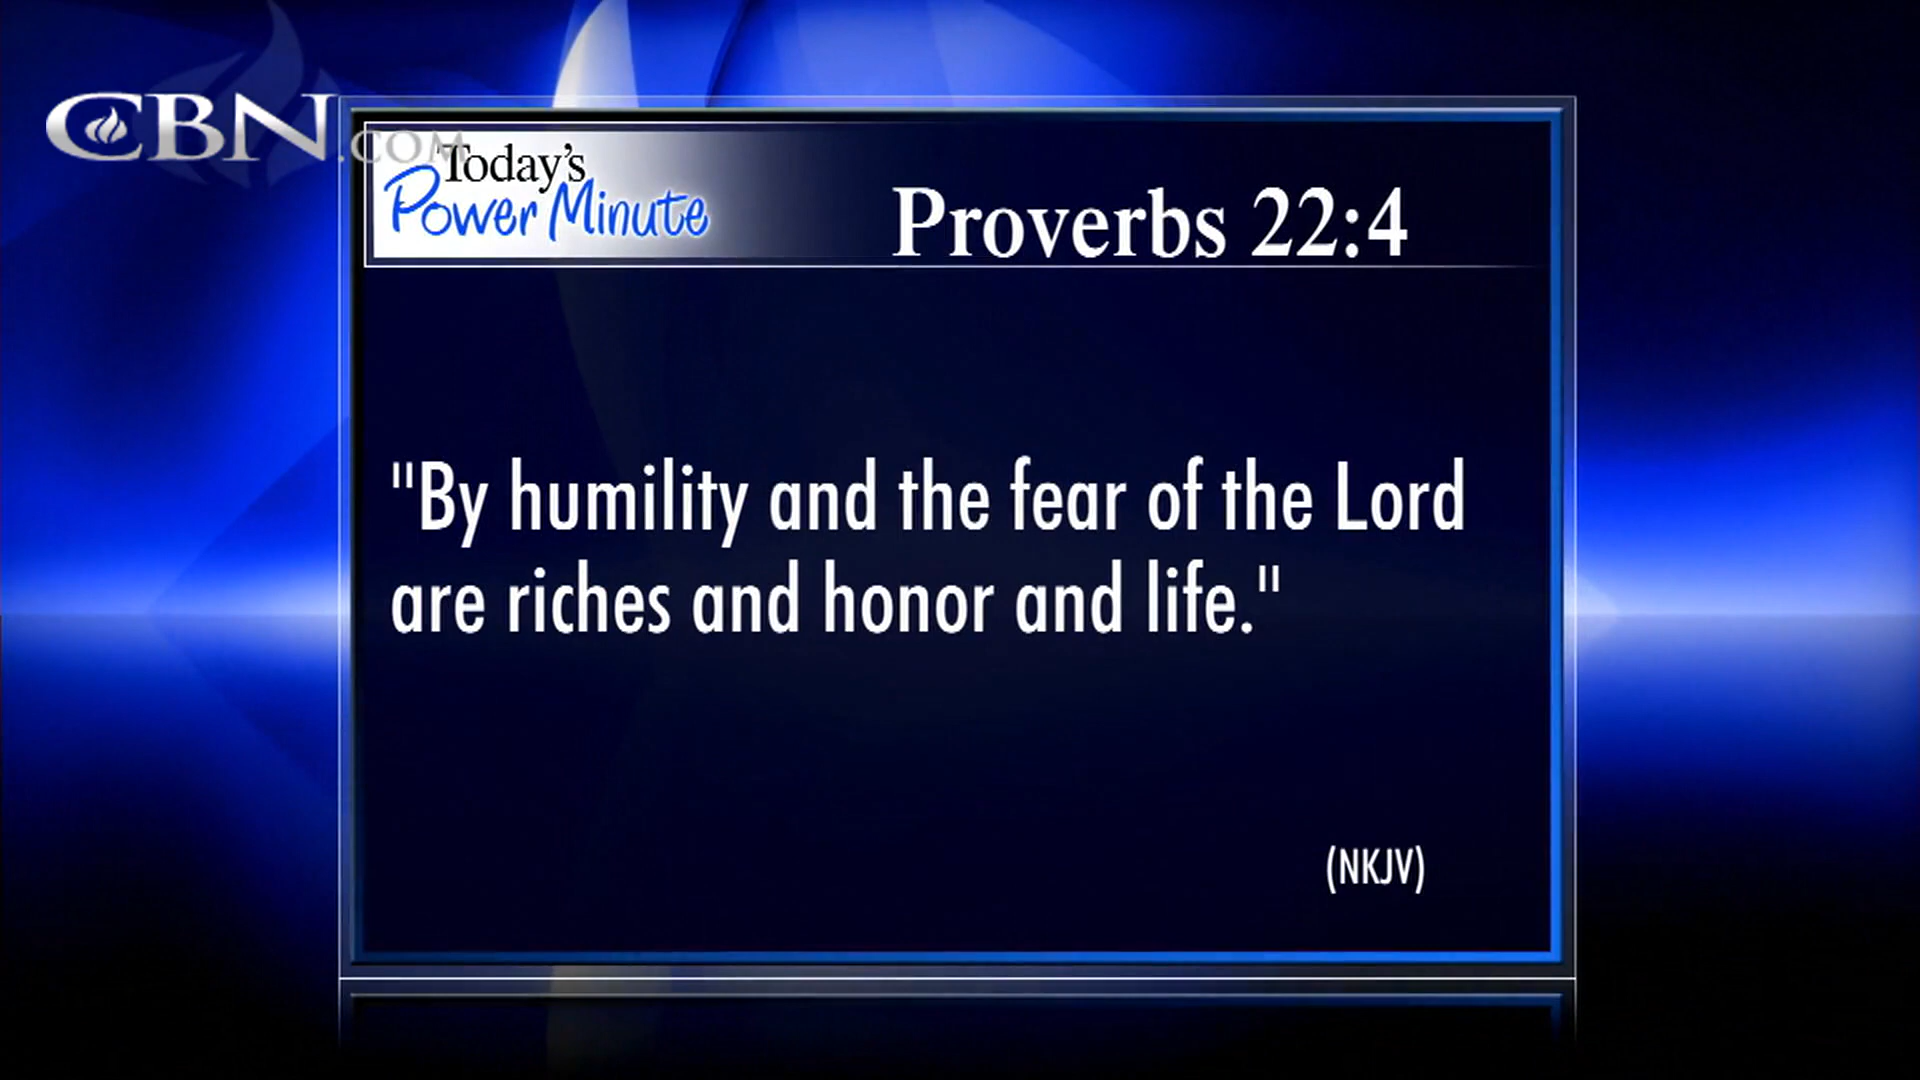 CBN.COM
Today's
Power Minute
Proverbs 22:4
"By humility and the fear of the Lord
are riches and honor and life."
(NKJV)